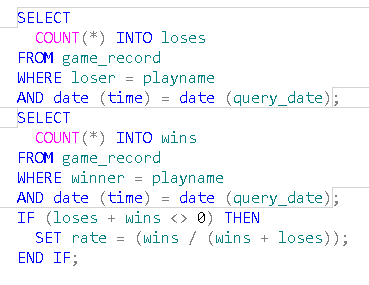 SELECT
COUNT(*) INTO loses
FROM game_record
WHERE loser = playname
AND date (time) = date (query_date);
SELECT
COUNT(*) INTO wins
FROM game_record
WHERE winner = playname
AND date (time) = date (query_date);
IF (loses + wins <> 0) THEN
SET rate = (wins / (wins + loses));
END IF;